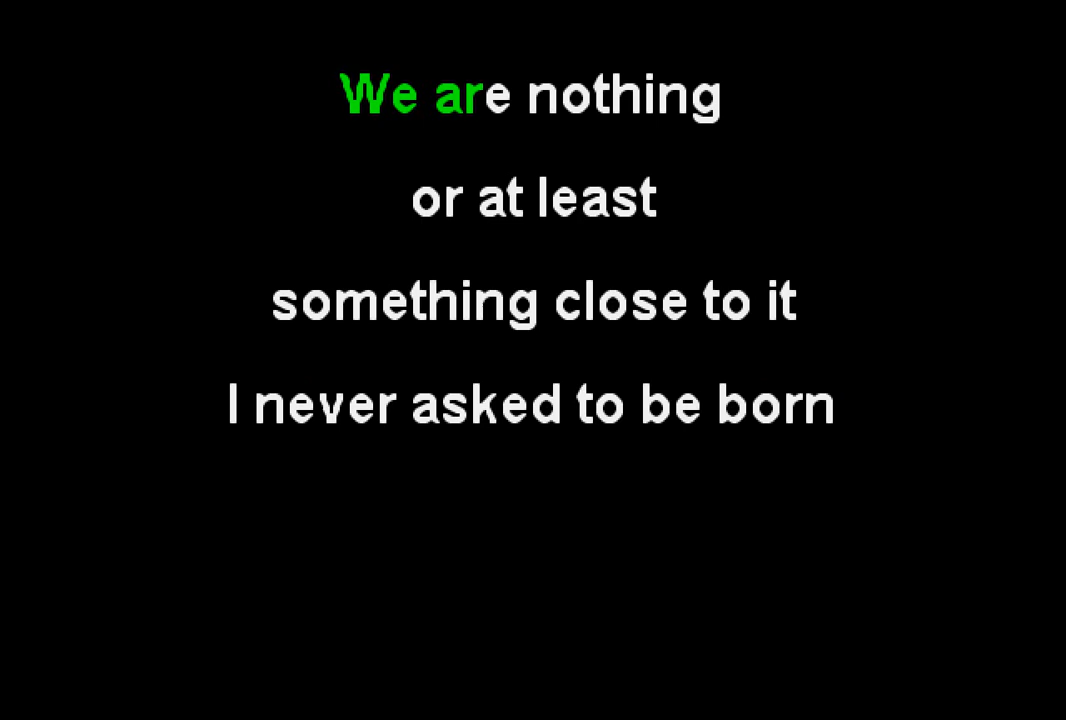 We are nothing
or at least
something close to it
I never asked to be born